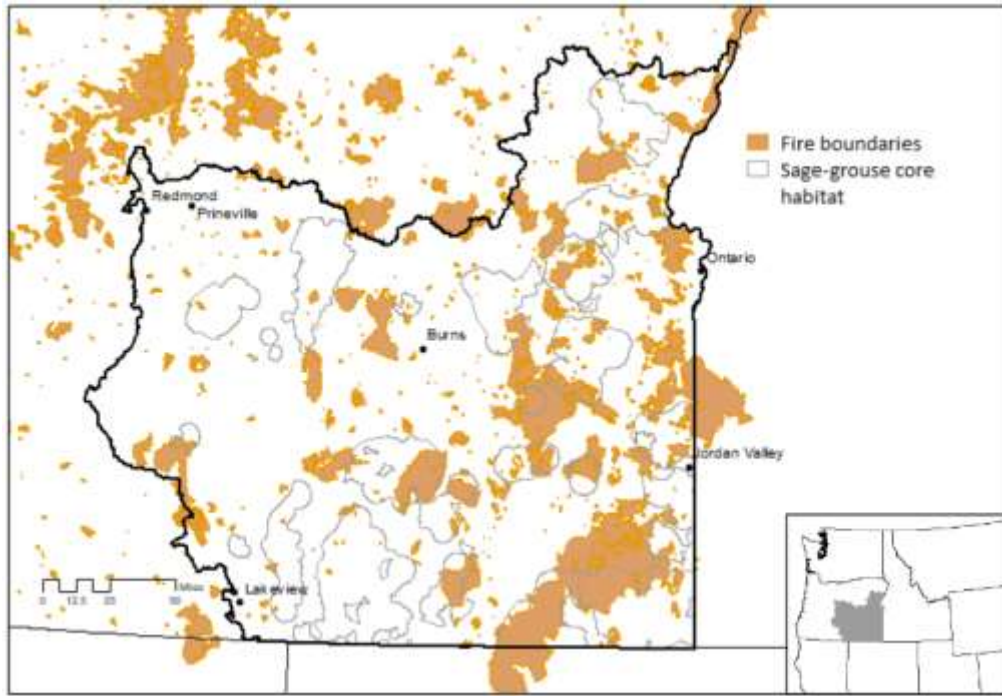 Fire boundaries
Sage-grouse core
habitat
Redmond
Prineville
Ontario
Burns
Jordan Valley
Lakeview
Miles
0 12.5 25 50